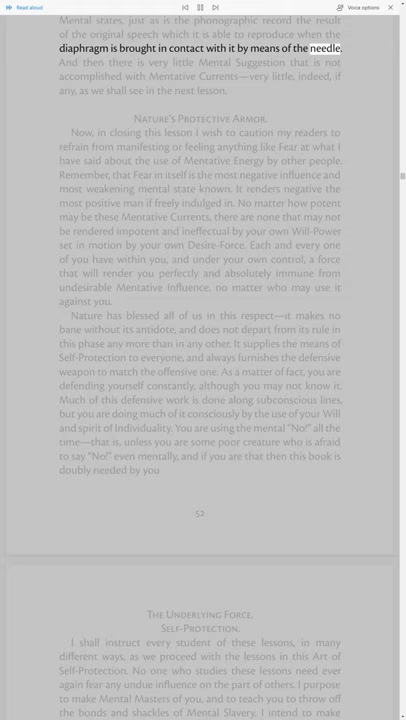 Read aloud
Voice options
Mental states, just as is the phonographic record the result
of the original speech which it is able to reproduce when the
diaphragm is brought in contact with it by means of the needle.
And then there is very little Mental Suggestion that is not
accomplished with Mentative Currents—very little, indeed, if
any, as we shall see in the next lesson.
Nature's Protective Armor.
Now, in closing this lesson I wish to caution my readers to
refrain from manifesting or feeling anything like Fear at what I
have said about the use of Mentative Energy by other people.
Remember, that Fear in itself is the most negative influence and
most weakening mental state known. It renders negative the
most positive man if freely indulged in. No matter how potent
may be these Mentative Currents, there are none that may not
be rendered impotent and ineffectual by your own Will-Power
set in motion by your own Desire-Force. Each and every one
of you have within you, and under your own control, a force
that will render you perfectly and absolutely immune from
undesirable Mentative Influence, no matter who may use it
against you.
Nature has blessed all of us in this respect—it makes no
bane without its antidote, and does not depart from its rule in
this phase any more than in any other. It supplies the means of
Self-Protection to everyone, and always furnishes the defensive
weapon to match the offensive one. As a matter of fact, you are
defending yourself constantly, although you may not know it.
Much of this defensive work is done along subconscious lines,
but you are doing much of it consciously by the use of your Will
and spirit of Individuality. You are using the mental "No!" all the
time—that is, unless you are some poor creature who is afraid
to say "No!" even mentally, and if you are that then this book is
doubly needed by you
52
The Underlying Force.
Self-Protection.
I shall instruct every student of these lessons, in many
different ways, as we proceed with the lessons in this Art of
Self-Protection. No one who studies these lessons need ever
again fear any undue influence on the part of others. I purpose
to make Mental Masters of you, and to teach you to throw off
the bonds and shackles of Mental Slavery. I intend to make